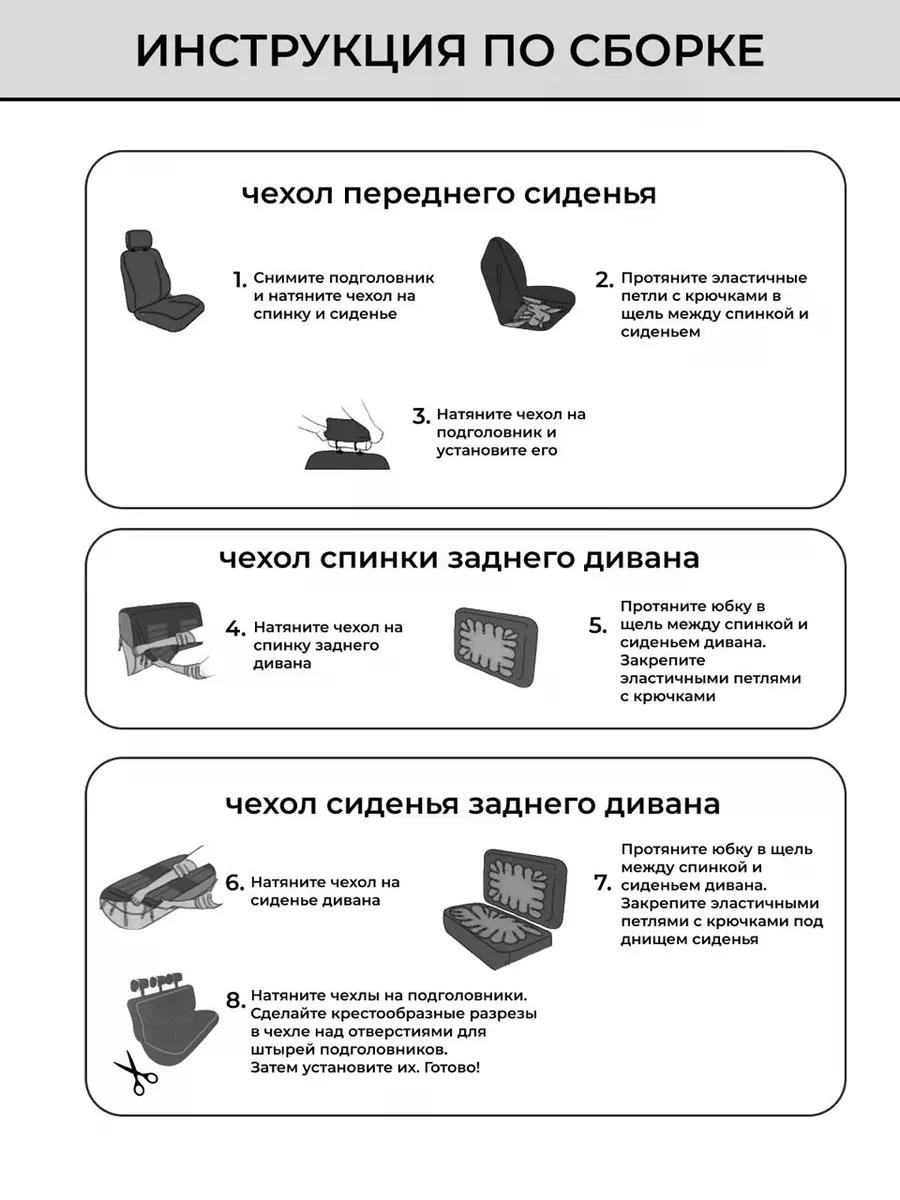 ИНСТРУКЦИЯ ПО СБОРКЕ
чехол переднего сиденья
1. Снимите подголовник
и натяните чехол на
спинку и сиденье
2. Протяните эластичные
петли с крючками в
щель между спинкой и
сиденьем
3. Натяните чехол на
подголовник и
установите его
чехол спинки заднего дивана
4. Натяните чехол на
спинку заднего
дивана
5. Протяните юбку в
щель между спинкой и
сиденьем дивана.
Закрепите
эластичными петлями
с крючками
чехол сиденья заднего дивана
6. Натяните чехол на
сиденье дивана
7. Протяните юбку в щель
между спинкой и
сиденьем дивана.
Закрепите эластичными
петлями с крючками под
днищем сиденья
8. Натяните чехлы на подголовники.
Сделайте крестообразные разрезы
в чехле над отверстиями для
штырей подголовников.
Затем установите их. Готово!